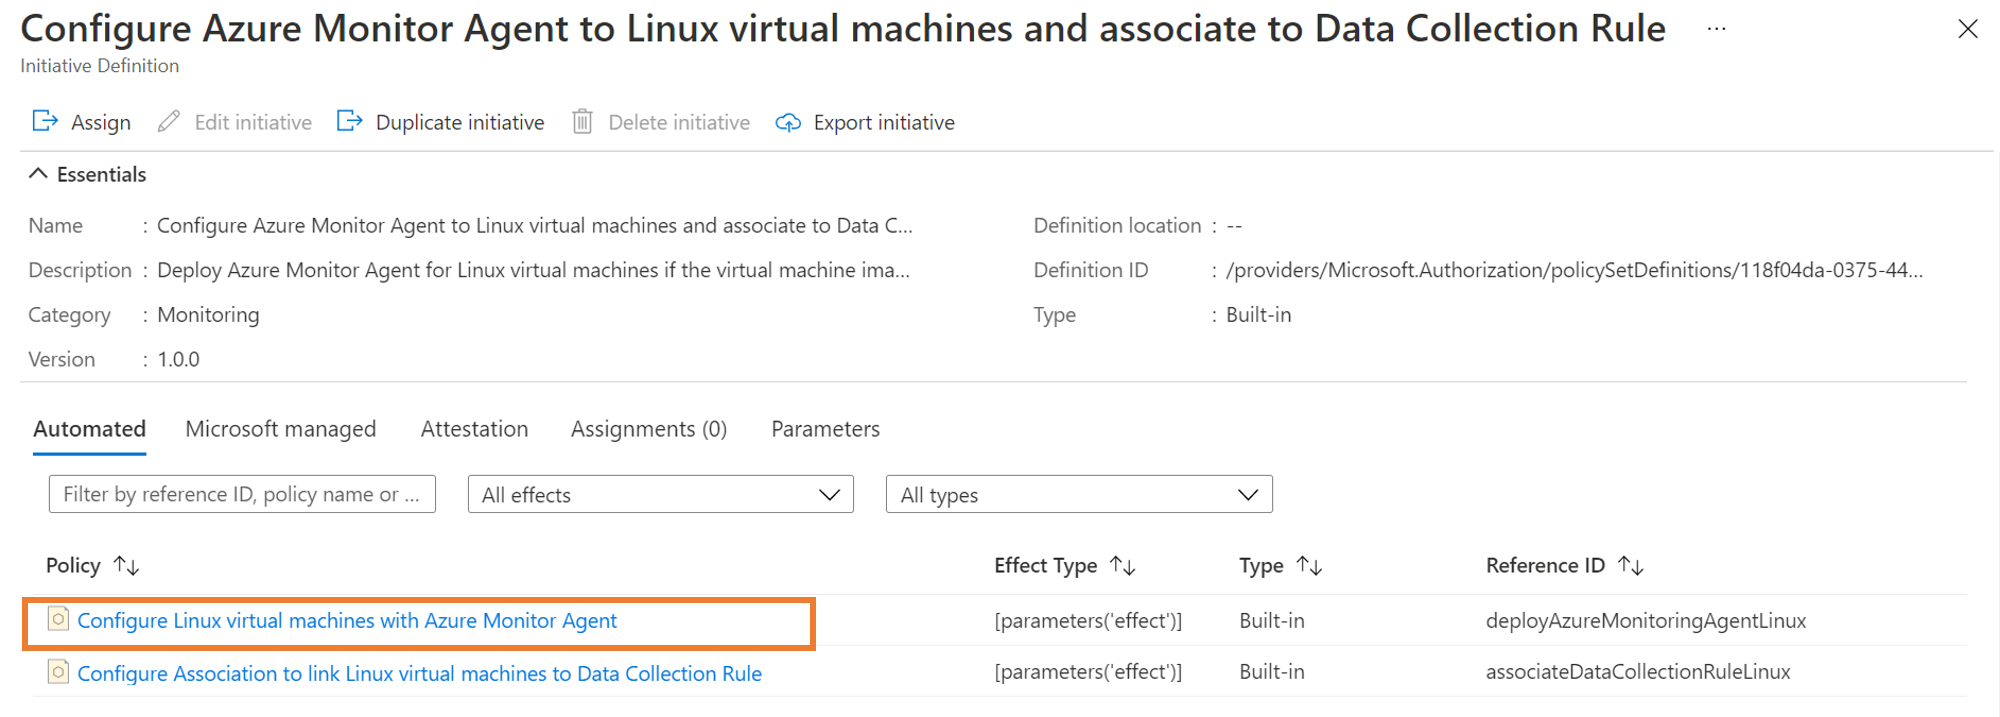 Configure Azure Monitor Agent to Linux virtual machines and associate to Data Collection Rule ...
Initiative Definition
Assign Edit initiative Duplicate initiative Delete initiative Export initiative
Essentials
Name : Configure Azure Monitor Agent to Linux virtual machines and associate to Data C... Definition location : --
Description : Deploy Azure Monitor Agent for Linux virtual machines if the virtual machine ima... Definition ID : /providers/Microsoft.Authorization/policySetDefinitions/118f04da-0375-44...
Category : Monitoring Type : Built-in
Version : 1.0.0
Automated Microsoft managed Attestation Assignments (0) Parameters
Filter by reference ID, policy name or ... All effects All types
Policy ↑↓ Effect Type ↑↓ Type ↑↓ Reference ID ↑↓
Configure Linux virtual machines with Azure Monitor Agent [parameters('effect')] Built-in deployAzureMonitoringAgentLinux
Configure Association to link Linux virtual machines to Data Collection Rule [parameters('effect')] Built-in associateDataCollectionRuleLinux